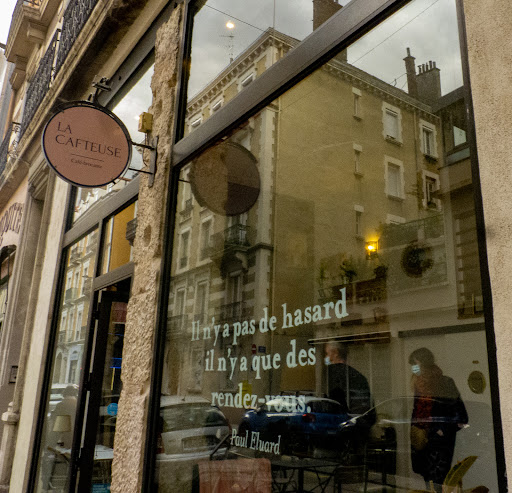 LA
CAFTEUSE
Il n'y a pas de hasard
il n'y a que des
rendez-vous.
Paul Eluard